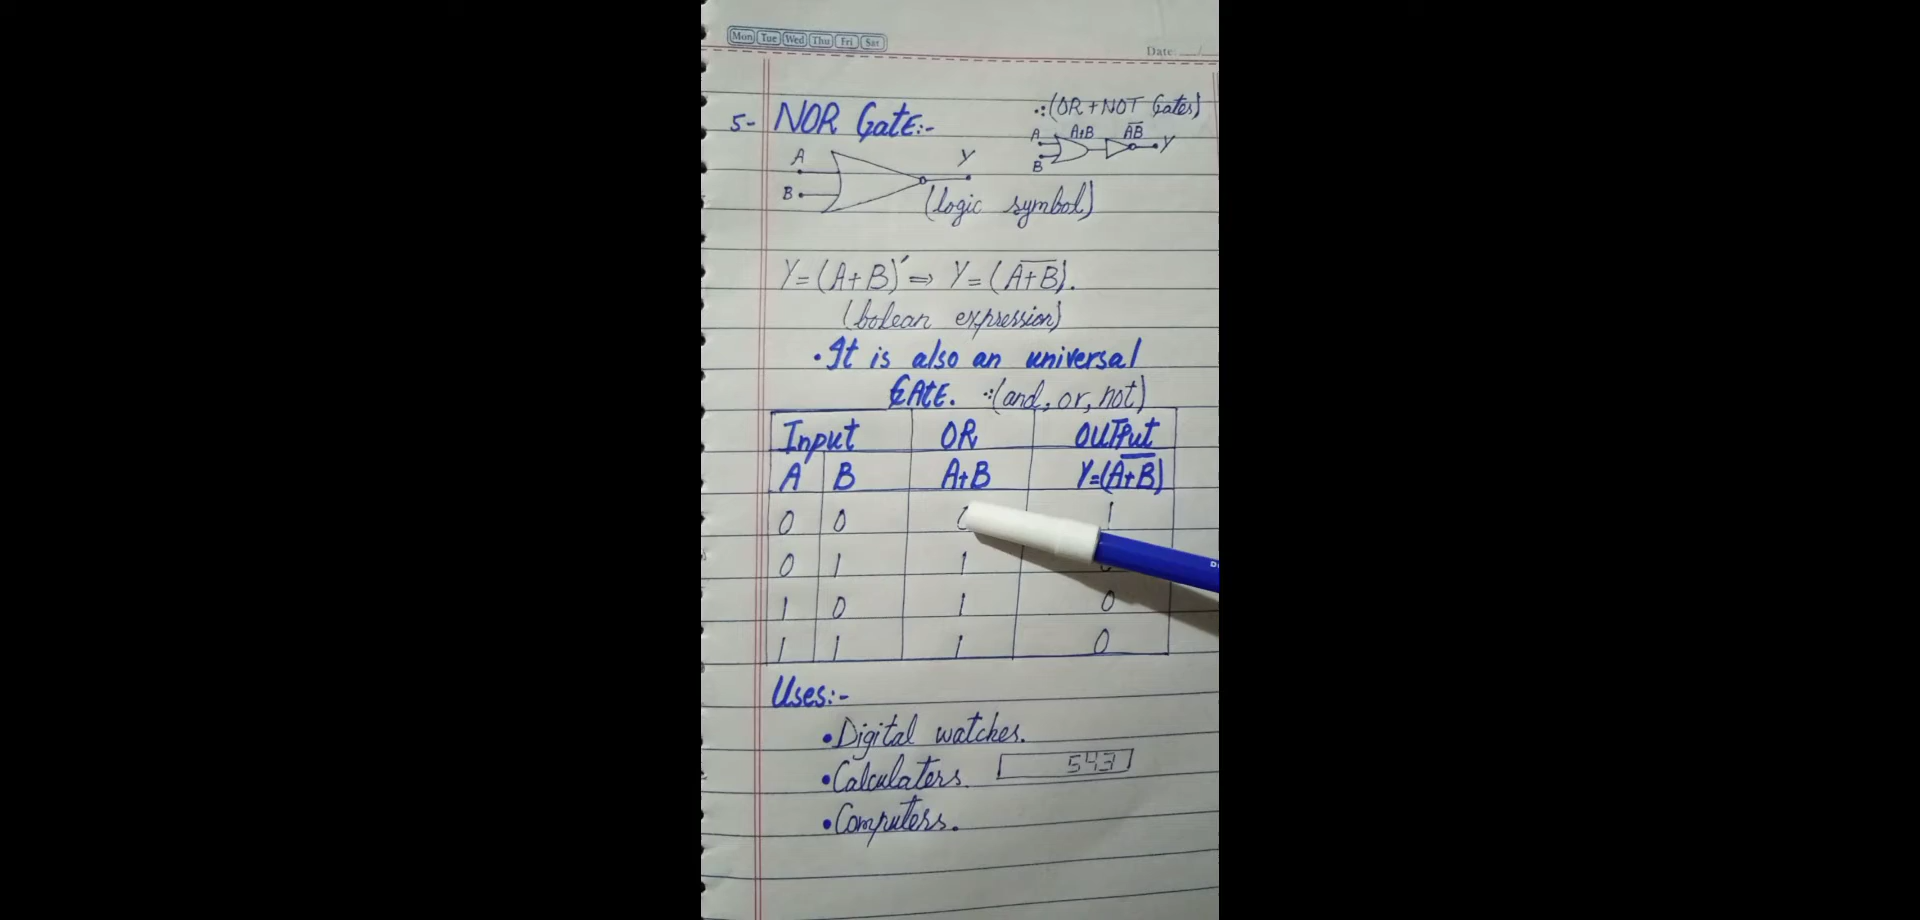 Mon Tue Wed Thu Fri Sat
Date: __/
5- NOR GatE:-
∴(OR + NOT Gates)
A B A+B A̅B̅ Y
A B Y
(logic symbol)
Y = (A+B)′ ⇒ Y = (A̅+̅B̅).
(bolean expression)
• It is also an universal
GAtE. ∵(and, or, not)
Input OR OUTPut
A B A+B Y=(A̅+̅B̅)
0 0 1
0 1 1
1 0 1 0
1 1 1 0
Uses:-
• Digital watches.
• Calculaters. 543
• Computers.